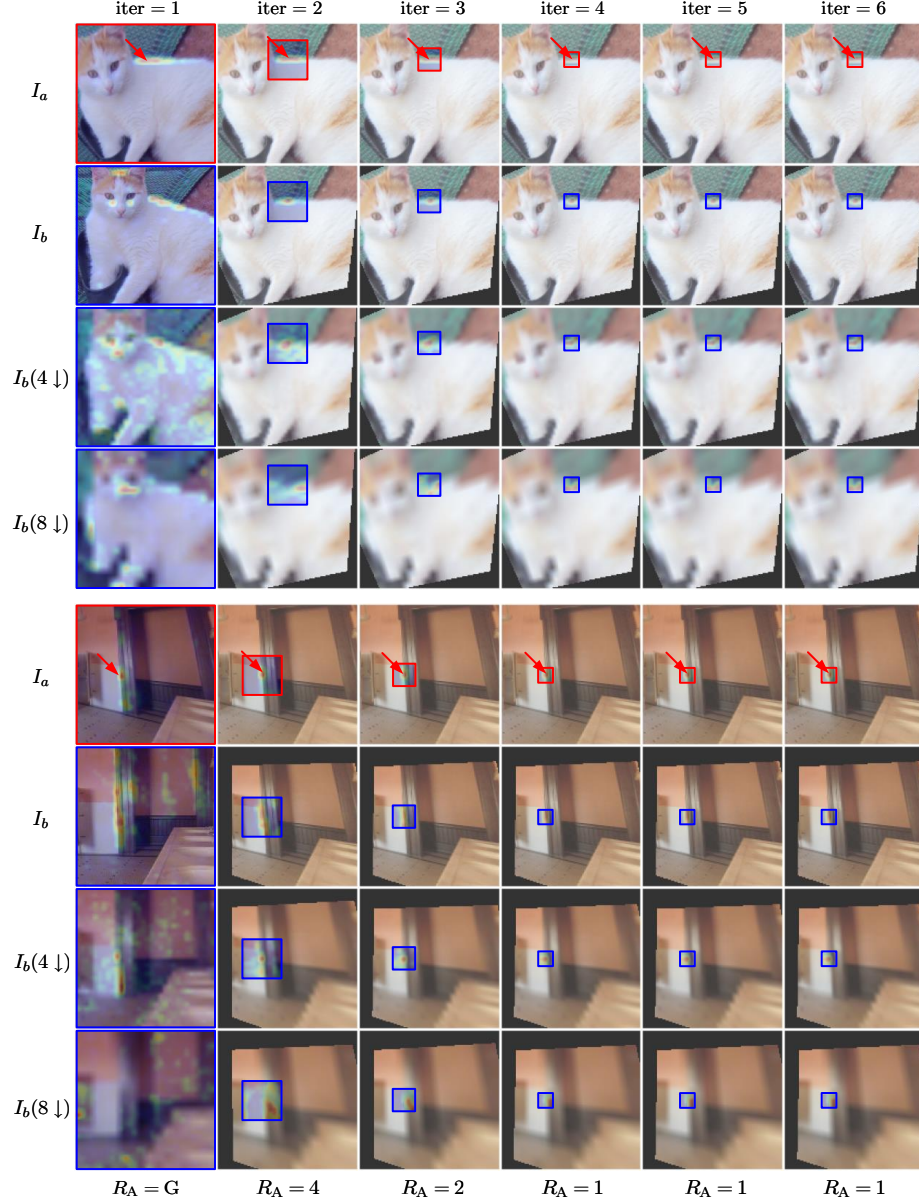 iter = 1 iter = 2 iter = 3 iter = 4 iter = 5 iter = 6
I_a
I_b
I_b(4 ↓)
I_b(8 ↓)
I_a
I_b
I_b(4 ↓)
I_b(8 ↓)
R_A = G R_A = 4 R_A = 2 R_A = 1 R_A = 1 R_A = 1